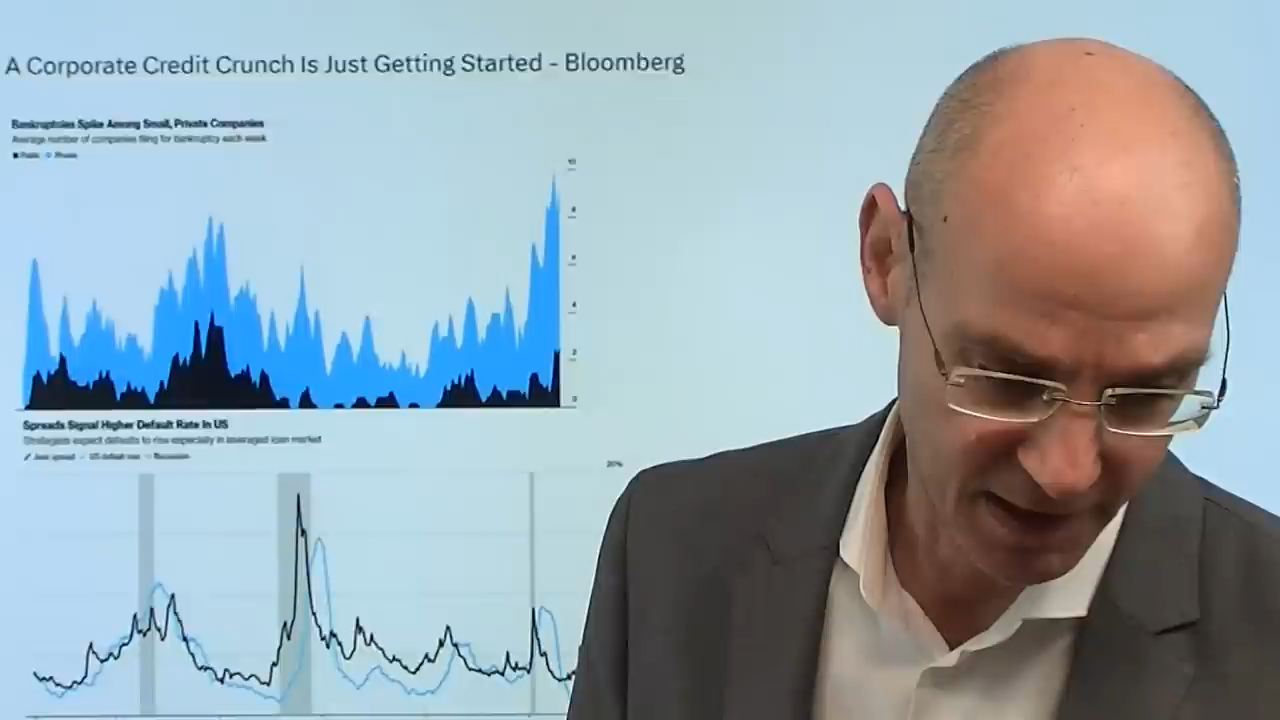 A Corporate Credit Crunch Is Just Getting Started - Bloomberg
Bankruptcies Spike Among Small, Private Companies
Average number of companies filing for bankruptcy each week
Public Private
10
8
6
4
2
0
Spreads Signal Higher Default Rate In US
Strategists expect defaults to rise especially in leveraged loan market
Junk spread US default rate Recession
20%